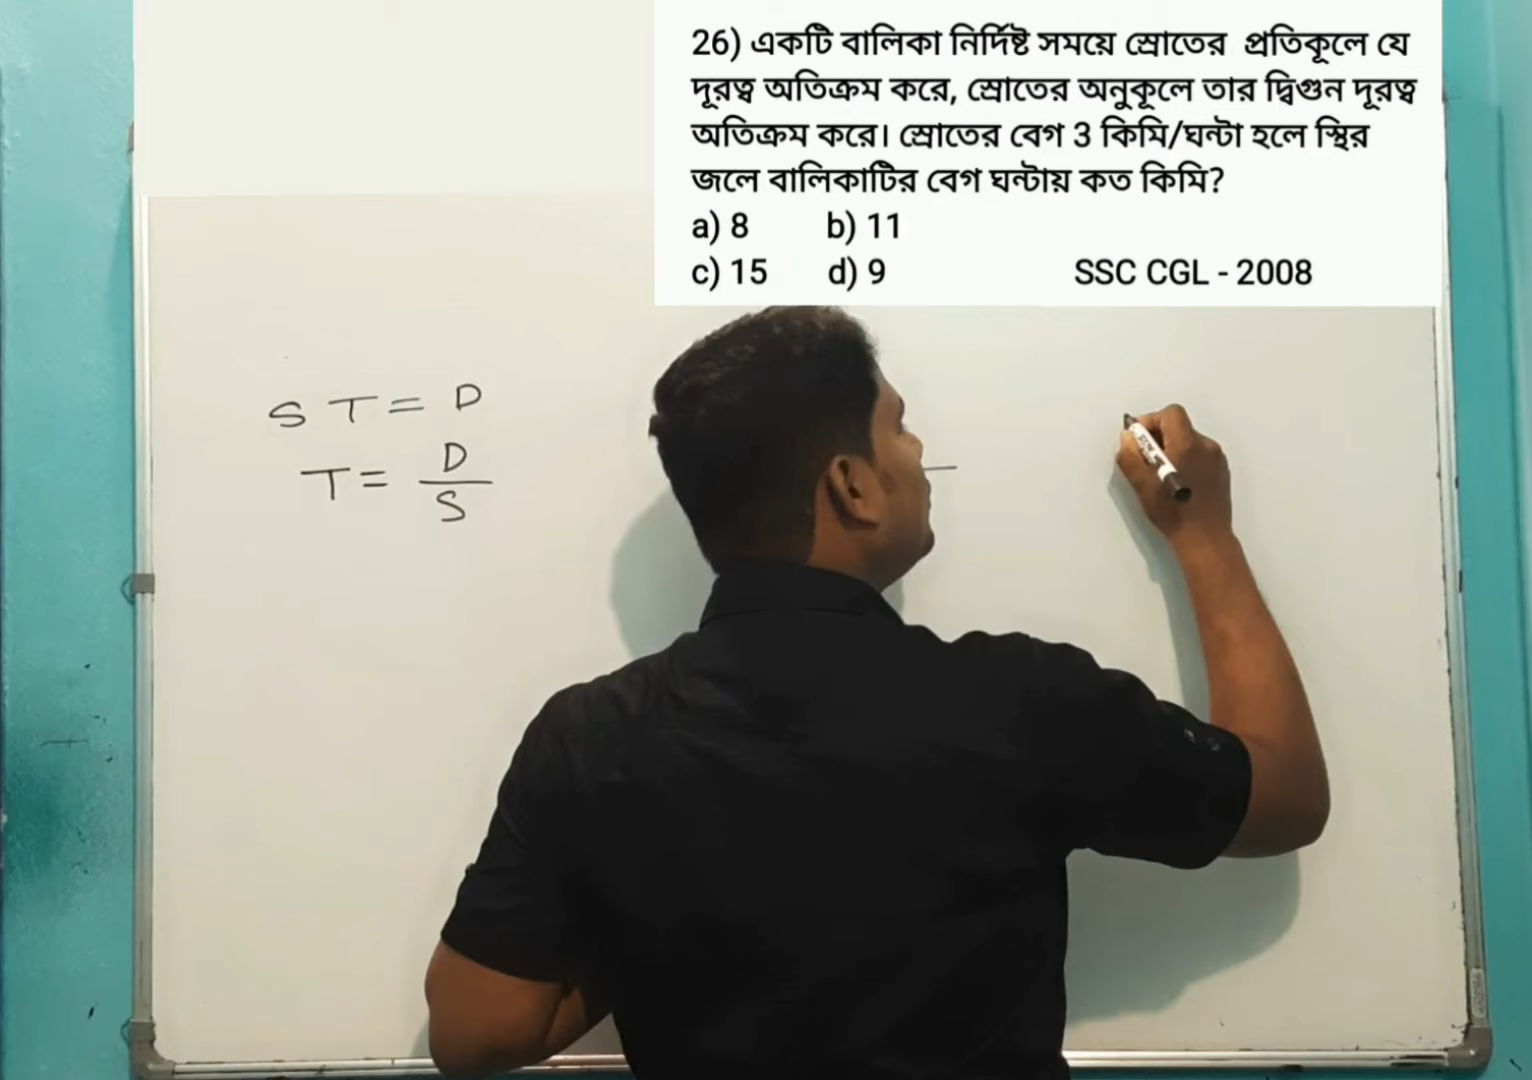 26) একটি বালিকা নির্দিষ্ট সময়ে স্রোতের প্রতিকূলে যে
দূরত্ব অতিক্রম করে, স্রোতের অনুকূলে তার দ্বিগুন দূরত্ব
অতিক্রম করে। স্রোতের বেগ 3 কিমি/ঘন্টা হলে স্থির
জলে বালিকাটির বেগ ঘন্টায় কত কিমি?
a) 8 b) 11
c) 15 d) 9 SSC CGL - 2008
S T = D
T = D/S